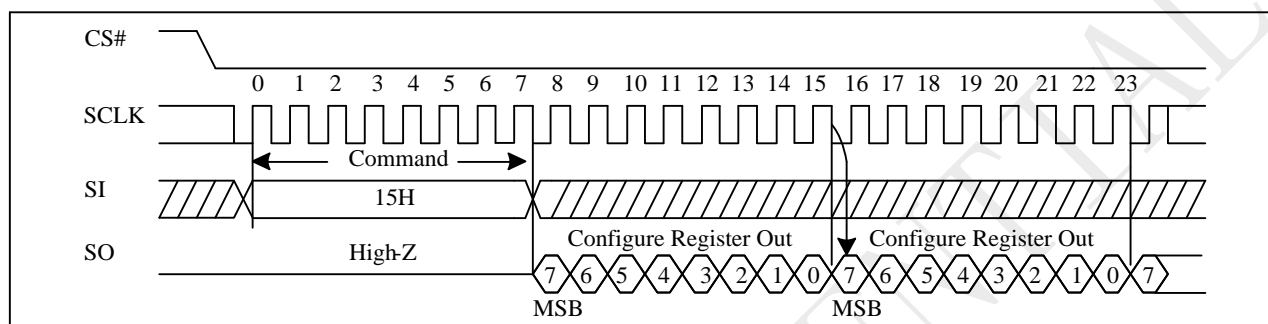 CS#
0 1 2 3 4 5 6 7 8 9 10 11 12 13 14 15 16 17 18 19 20 21 22 23
SCLK
Command
SI
15H
SO
High-Z
Configure Register Out
Configure Register Out
7 6 5 4 3 2 1 0 7 6 5 4 3 2 1 0 7
MSB
MSB